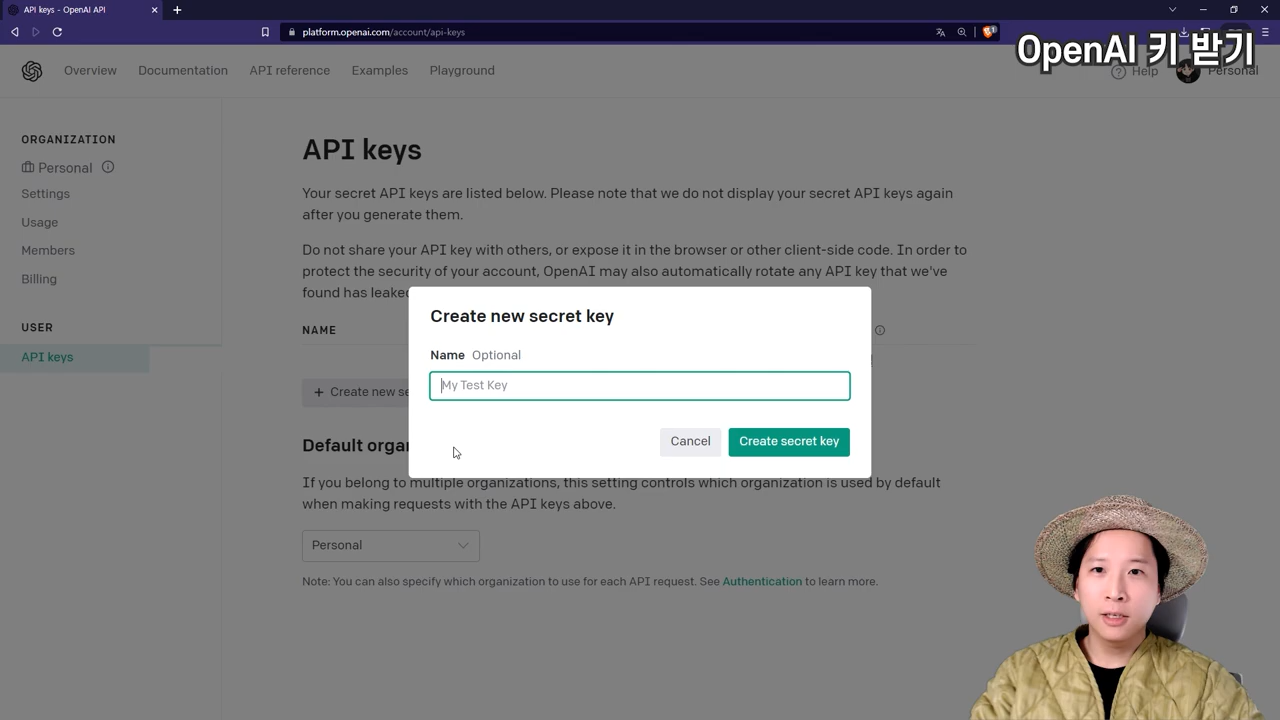 API keys - OpenAI API
platform.openai.com/account/api-keys
OpenAI 키 받기
Overview
Documentation
API reference
Examples
Playground
Help
Personal
ORGANIZATION
Personal
Settings
Usage
Members
Billing
USER
API keys
API keys
Your secret API keys are listed below. Please note that we do not display your secret API keys again
after you generate them.
Do not share your API key with others, or expose it in the browser or other client-side code. In order to
protect the security of your account, OpenAI may also automatically rotate any API key that we've
found has leaked
NAME
+ Create new se
Create new secret key
Name Optional
My Test Key
Cancel
Create secret key
Default organ
If you belong to multiple organizations, this setting controls which organization is used by default
when making requests with the API keys above.
Personal
Note: You can also specify which organization to use for each API request. See Authentication to learn more.